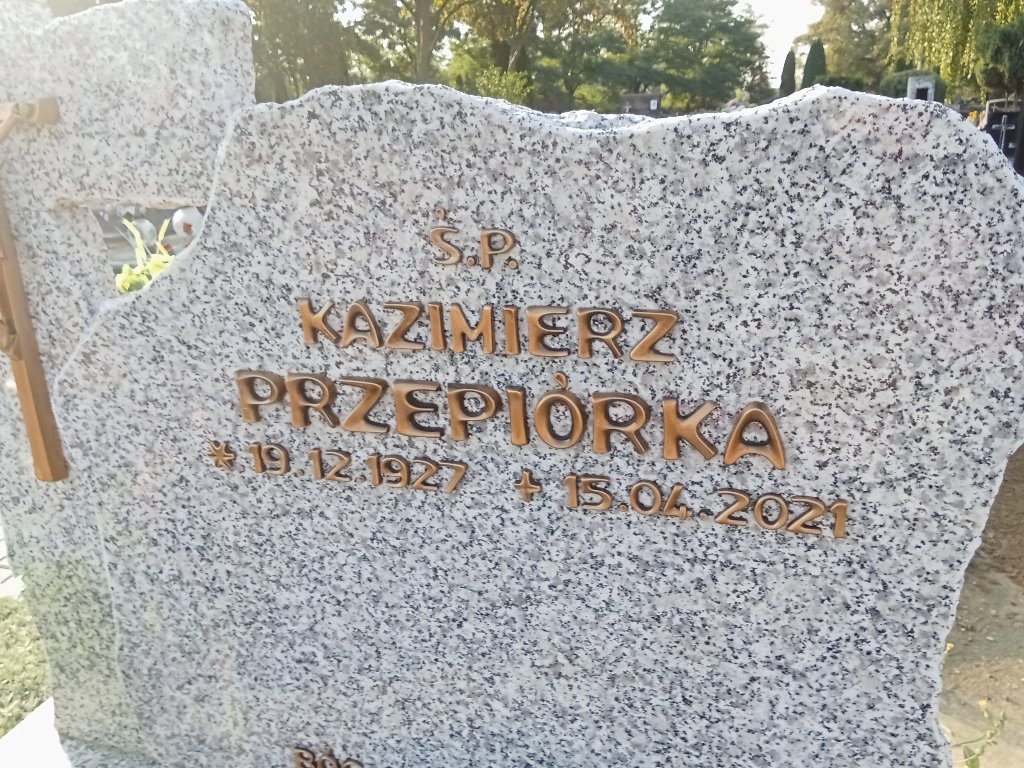 Ś.P.
KAZIMIERZ
PRZEPIÓRKA
* 19.12.1927 + 15.04.2021